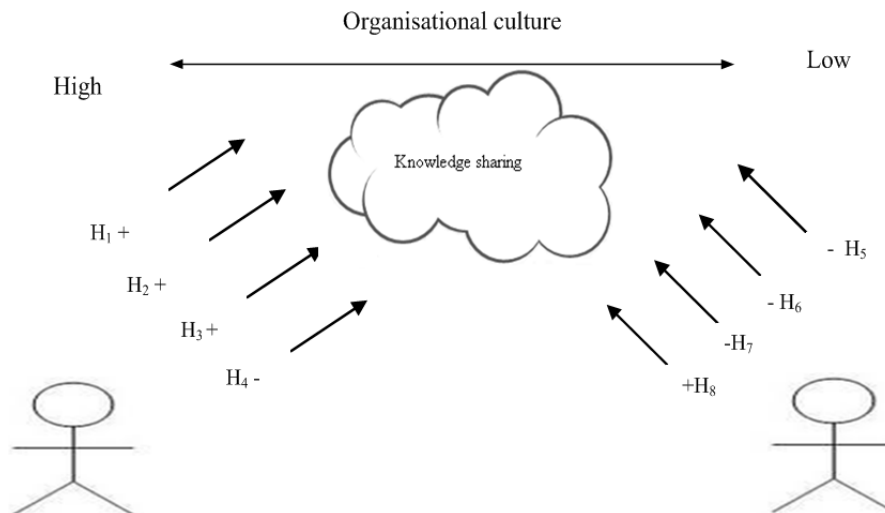 Organisational culture
High
Low
Knowledge sharing
H₁ +
- H₅
H₂ +
- H₆
H₃ +
-H₇
H₄ -
+H₈